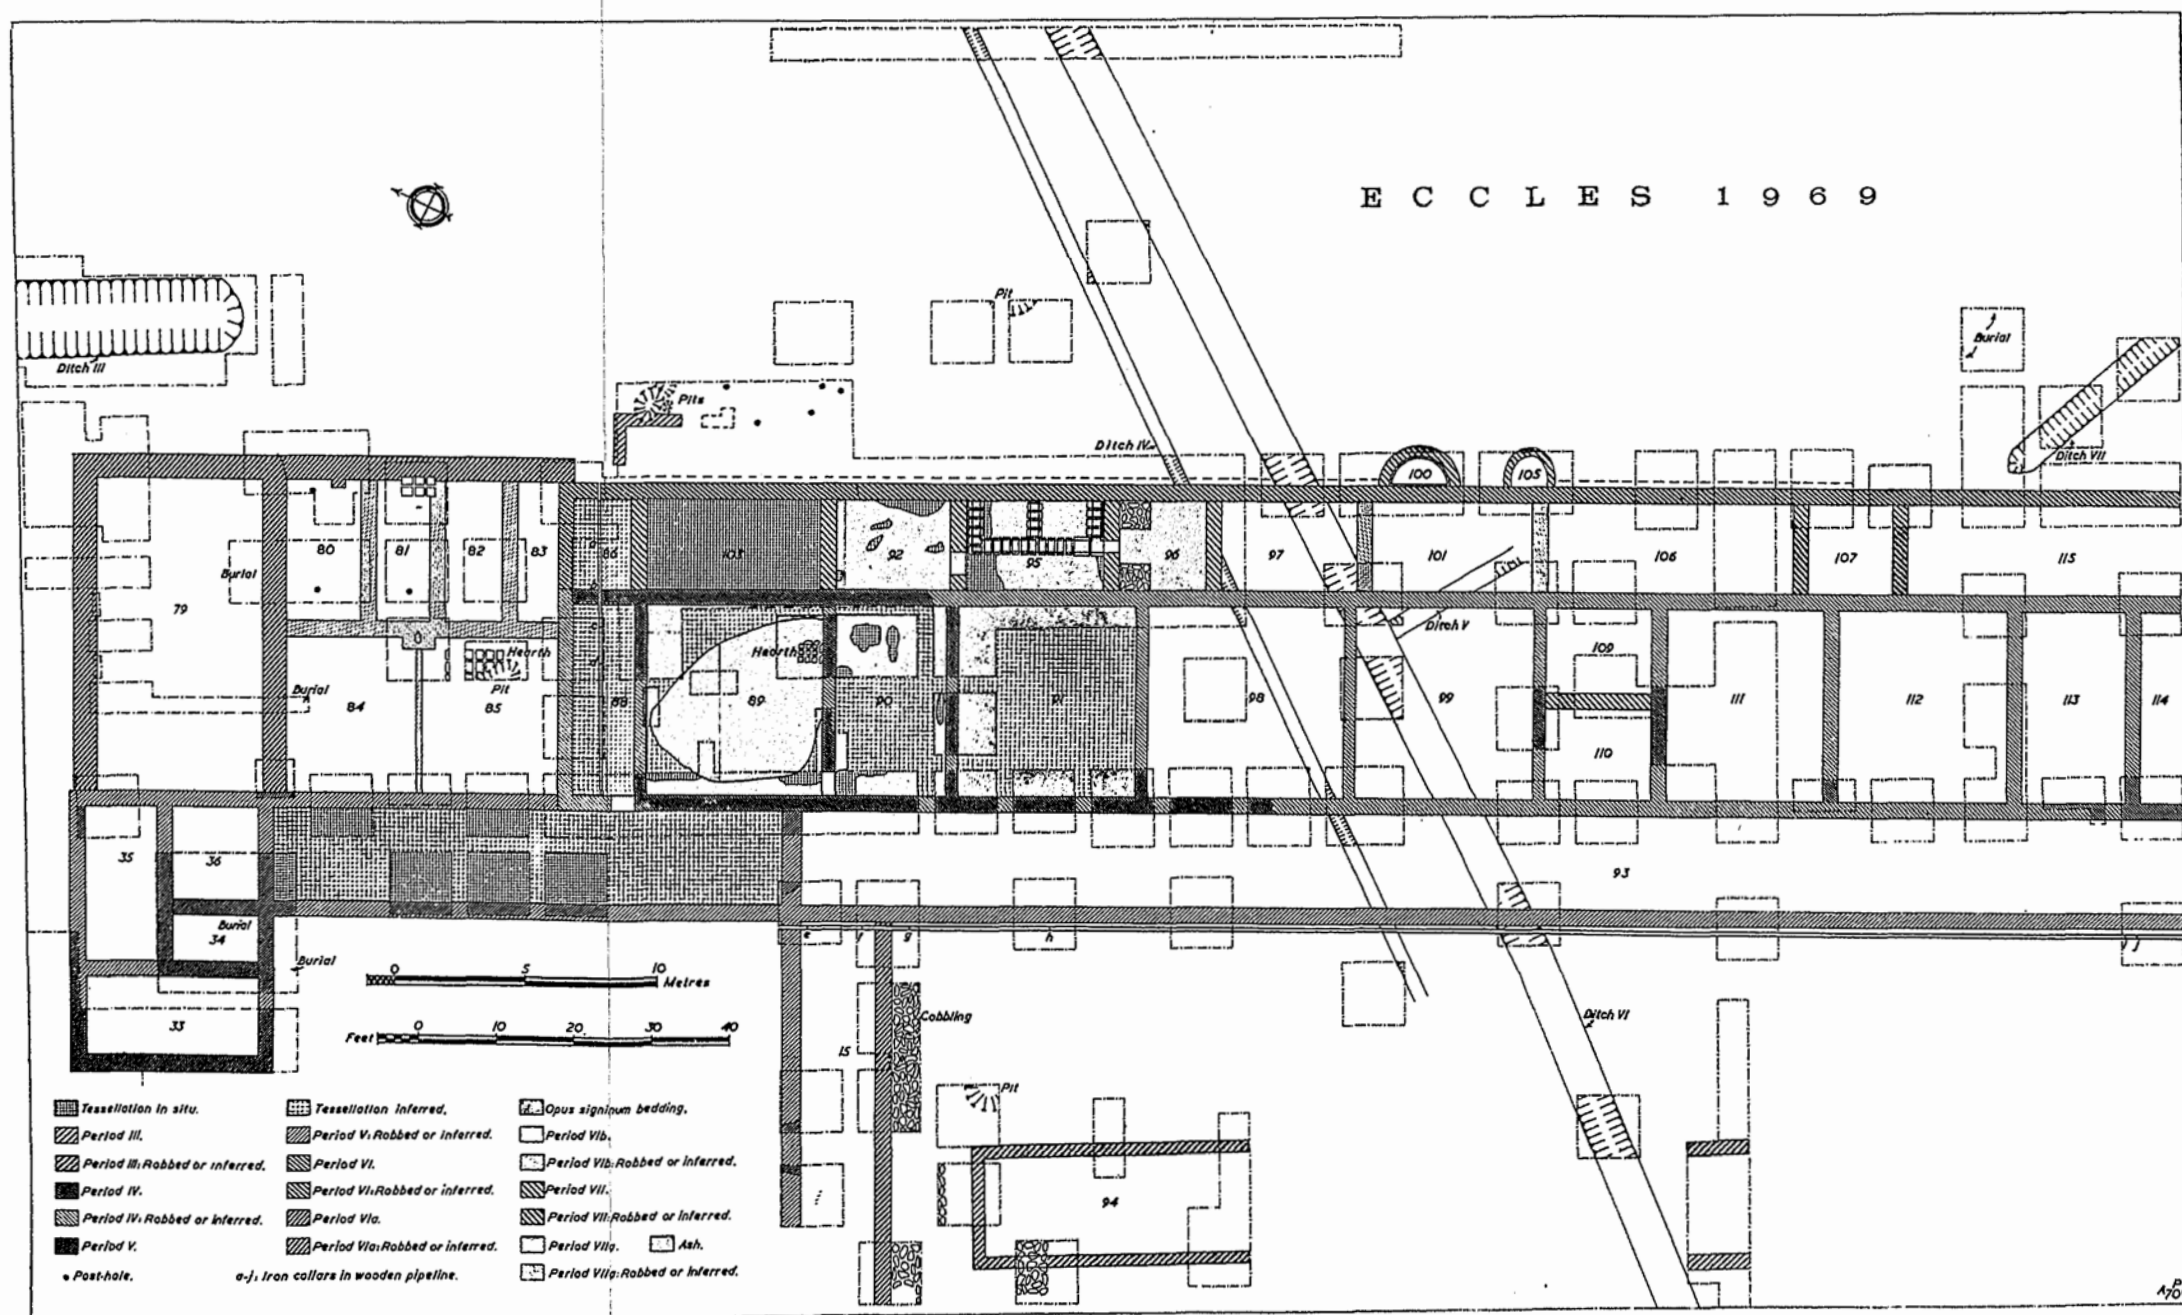 ECCLES 1969
Pit
Burial
Ditch III
Pits
Ditch IV
Ditch VII
100
105
80
81
82
83
86
103
92
95
96
97
101
106
107
115
Burial
79
Ditch V
Hearth
Hearth
109
Burial
Pit
84
85
88
89
90
91
98
99
111
112
113
114
110
35
36
93
Burial
34
Burial
e
f
g
h
j
33
0 5 10
Metres
0 10 20 30 40
Feet
Cobbling
Ditch VI
15
Pit
94
Tessellation in situ.
Period III.
Period III: Robbed or inferred.
Period IV.
Period IV: Robbed or inferred.
Period V.
Post-hole.
Tessellation inferred.
Period V: Robbed or inferred.
Period VI.
Period VI: Robbed or inferred.
Period VIa.
Period VIa: Robbed or inferred.
a-j: Iron collars in wooden pipeline.
Opus signinum bedding.
Period VIb.
Period VIb: Robbed or inferred.
Period VII.
Period VII: Robbed or inferred.
Period VIIa.
Ash.
Period VIIa: Robbed or inferred.